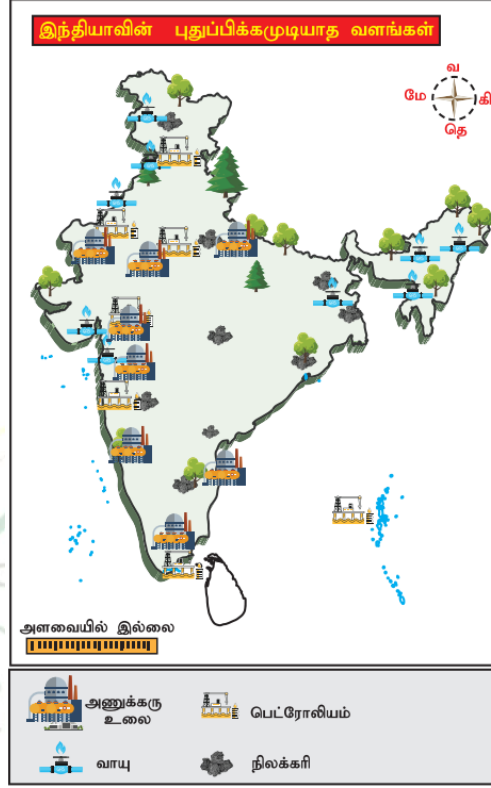 இந்தியாவின் புதுப்பிக்கமுடியாத வளங்கள்
வ
மே
கி
தெ
அளவையில் இல்லை
அணுக்கரு
உலை
பெட்ரோலியம்
வாயு
நிலக்கரி